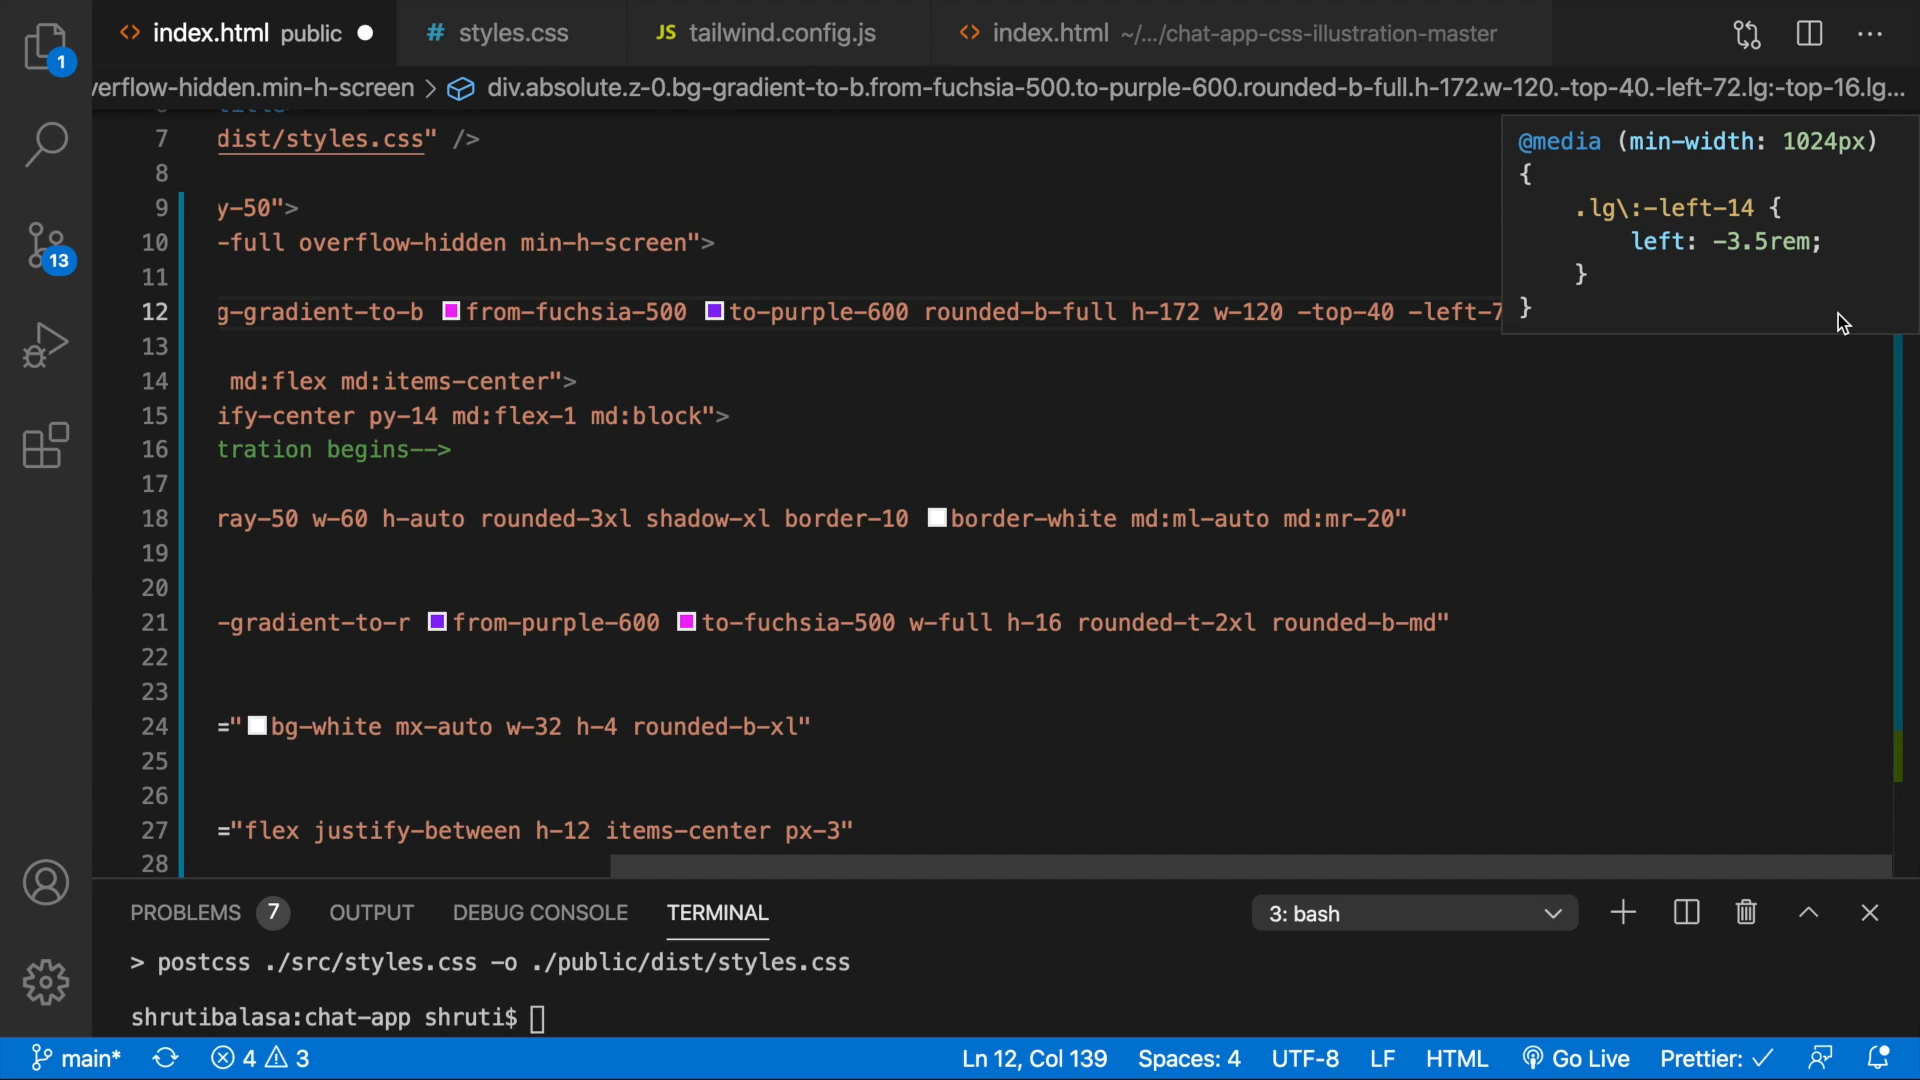 <> index.html public
# styles.css
JS tailwind.config.js
<> index.html ~/.../chat-app-css-illustration-master
1
verflow-hidden.min-h-screen > div.absolute.z-0.bg-gradient-to-b.from-fuchsia-500.to-purple-600.rounded-b-full.h-172.w-120.-top-40.-left-72.lg:-top-16.lg...
7 dist/styles.css" />
8
9 y-50">
10 -full overflow-hidden min-h-screen">
11
12 g-gradient-to-b from-fuchsia-500 to-purple-600 rounded-b-full h-172 w-120 -top-40 -left-7
13
14 md:flex md:items-center">
15 ify-center py-14 md:flex-1 md:block">
16 tration begins-->
17
18 ray-50 w-60 h-auto rounded-3xl shadow-xl border-10 border-white md:ml-auto md:mr-20"
19
20
21 -gradient-to-r from-purple-600 to-fuchsia-500 w-full h-16 rounded-t-2xl rounded-b-md"
22
23
24 ="bg-white mx-auto w-32 h-4 rounded-b-xl"
25
26
27 ="flex justify-between h-12 items-center px-3"
28
@media (min-width: 1024px)
{
.lg\:-left-14 {
left: -3.5rem;
}
}
13
PROBLEMS 7 OUTPUT DEBUG CONSOLE TERMINAL 3: bash
> postcss ./src/styles.css -o ./public/dist/styles.css
shrutibalasa:chat-app shruti$
main* 4 3 Ln 12, Col 139 Spaces: 4 UTF-8 LF HTML Go Live Prettier: ✓